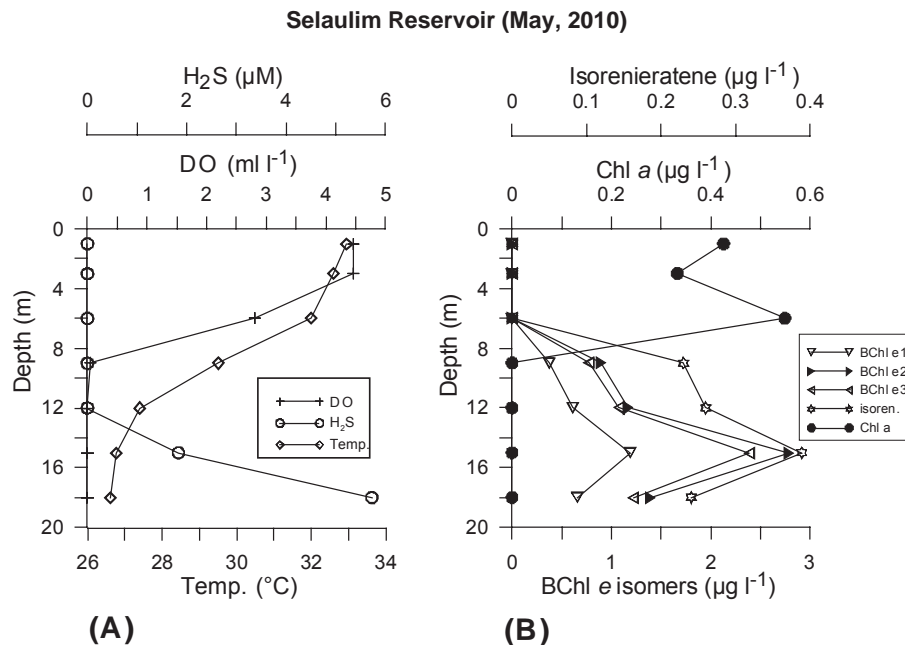 Selaulim Reservoir (May, 2010)
H₂S (µM)
0 2 4 6
DO (ml l⁻¹)
0 1 2 3 4 5
0
4
8
12
16
20
Depth (m)
DO
H₂S
Temp.
26 28 30 32 34
Temp. (°C)
(A)
Isorenieratene (µg l⁻¹)
0 0.1 0.2 0.3 0.4
Chl a (µg l⁻¹)
0 0.2 0.4 0.6
0
4
8
12
16
20
Depth (m)
BChl e1
BChl e2
BChl e3
isoren.
Chl a
0 1 2 3
BChl e isomers (µg l⁻¹)
(B)